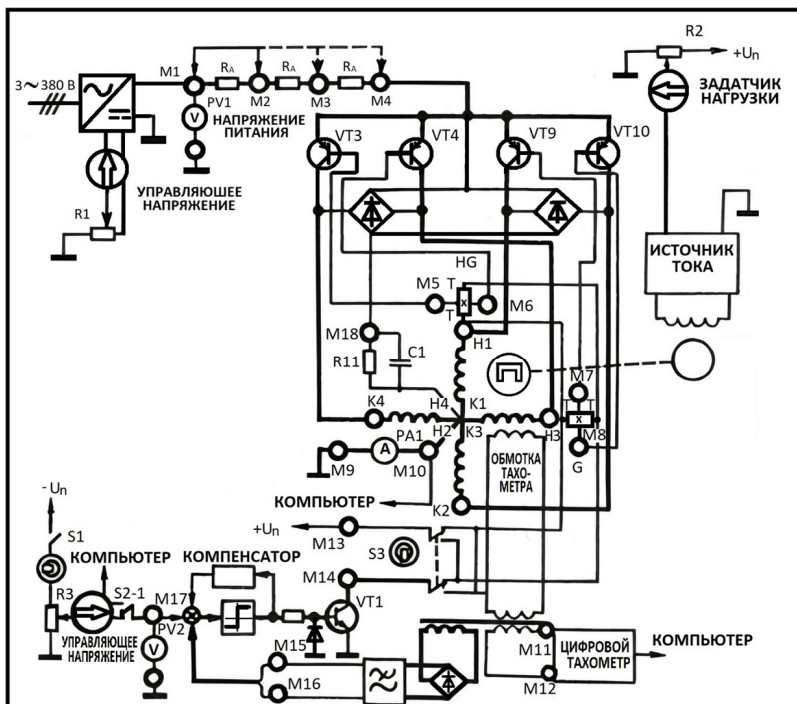 R2
+Uп
ЗАДАТЧИК
НАГРУЗКИ
3~380 В
M1
RA
RA
RA
M2
M3
M4
PV1
V
НАПРЯЖЕНИЕ
ПИТАНИЯ
УПРАВЛЯЮШЕЕ
НАПРЯЖЕНИЕ
R1
VT3
VT4
VT9
VT10
ИСТОЧНИК
ТОКА
HG
M5
T
x
M6
T
H1
M18
R11
C1
M7
T
T
x
M8
G
K4
H4
K1
H2
K3
H3
PA1
A
M9
M10
K2
ОБМОТКА
ТАХО-
МЕТРА
КОМПЬЮТЕР
+Uп
M13
S3
M14
-Uп
S1
КОМПЬЮТЕР
КОМПЕНСАТОР
R3
S2-1
M17
PV2
V
VT1
УПРАВЛЯЮЩЕЕ
НАПРЯЖЕНИЕ
M15
M16
M11
M12
ЦИФРОВОЙ
ТАХОМЕТР
КОМПЬЮТЕР